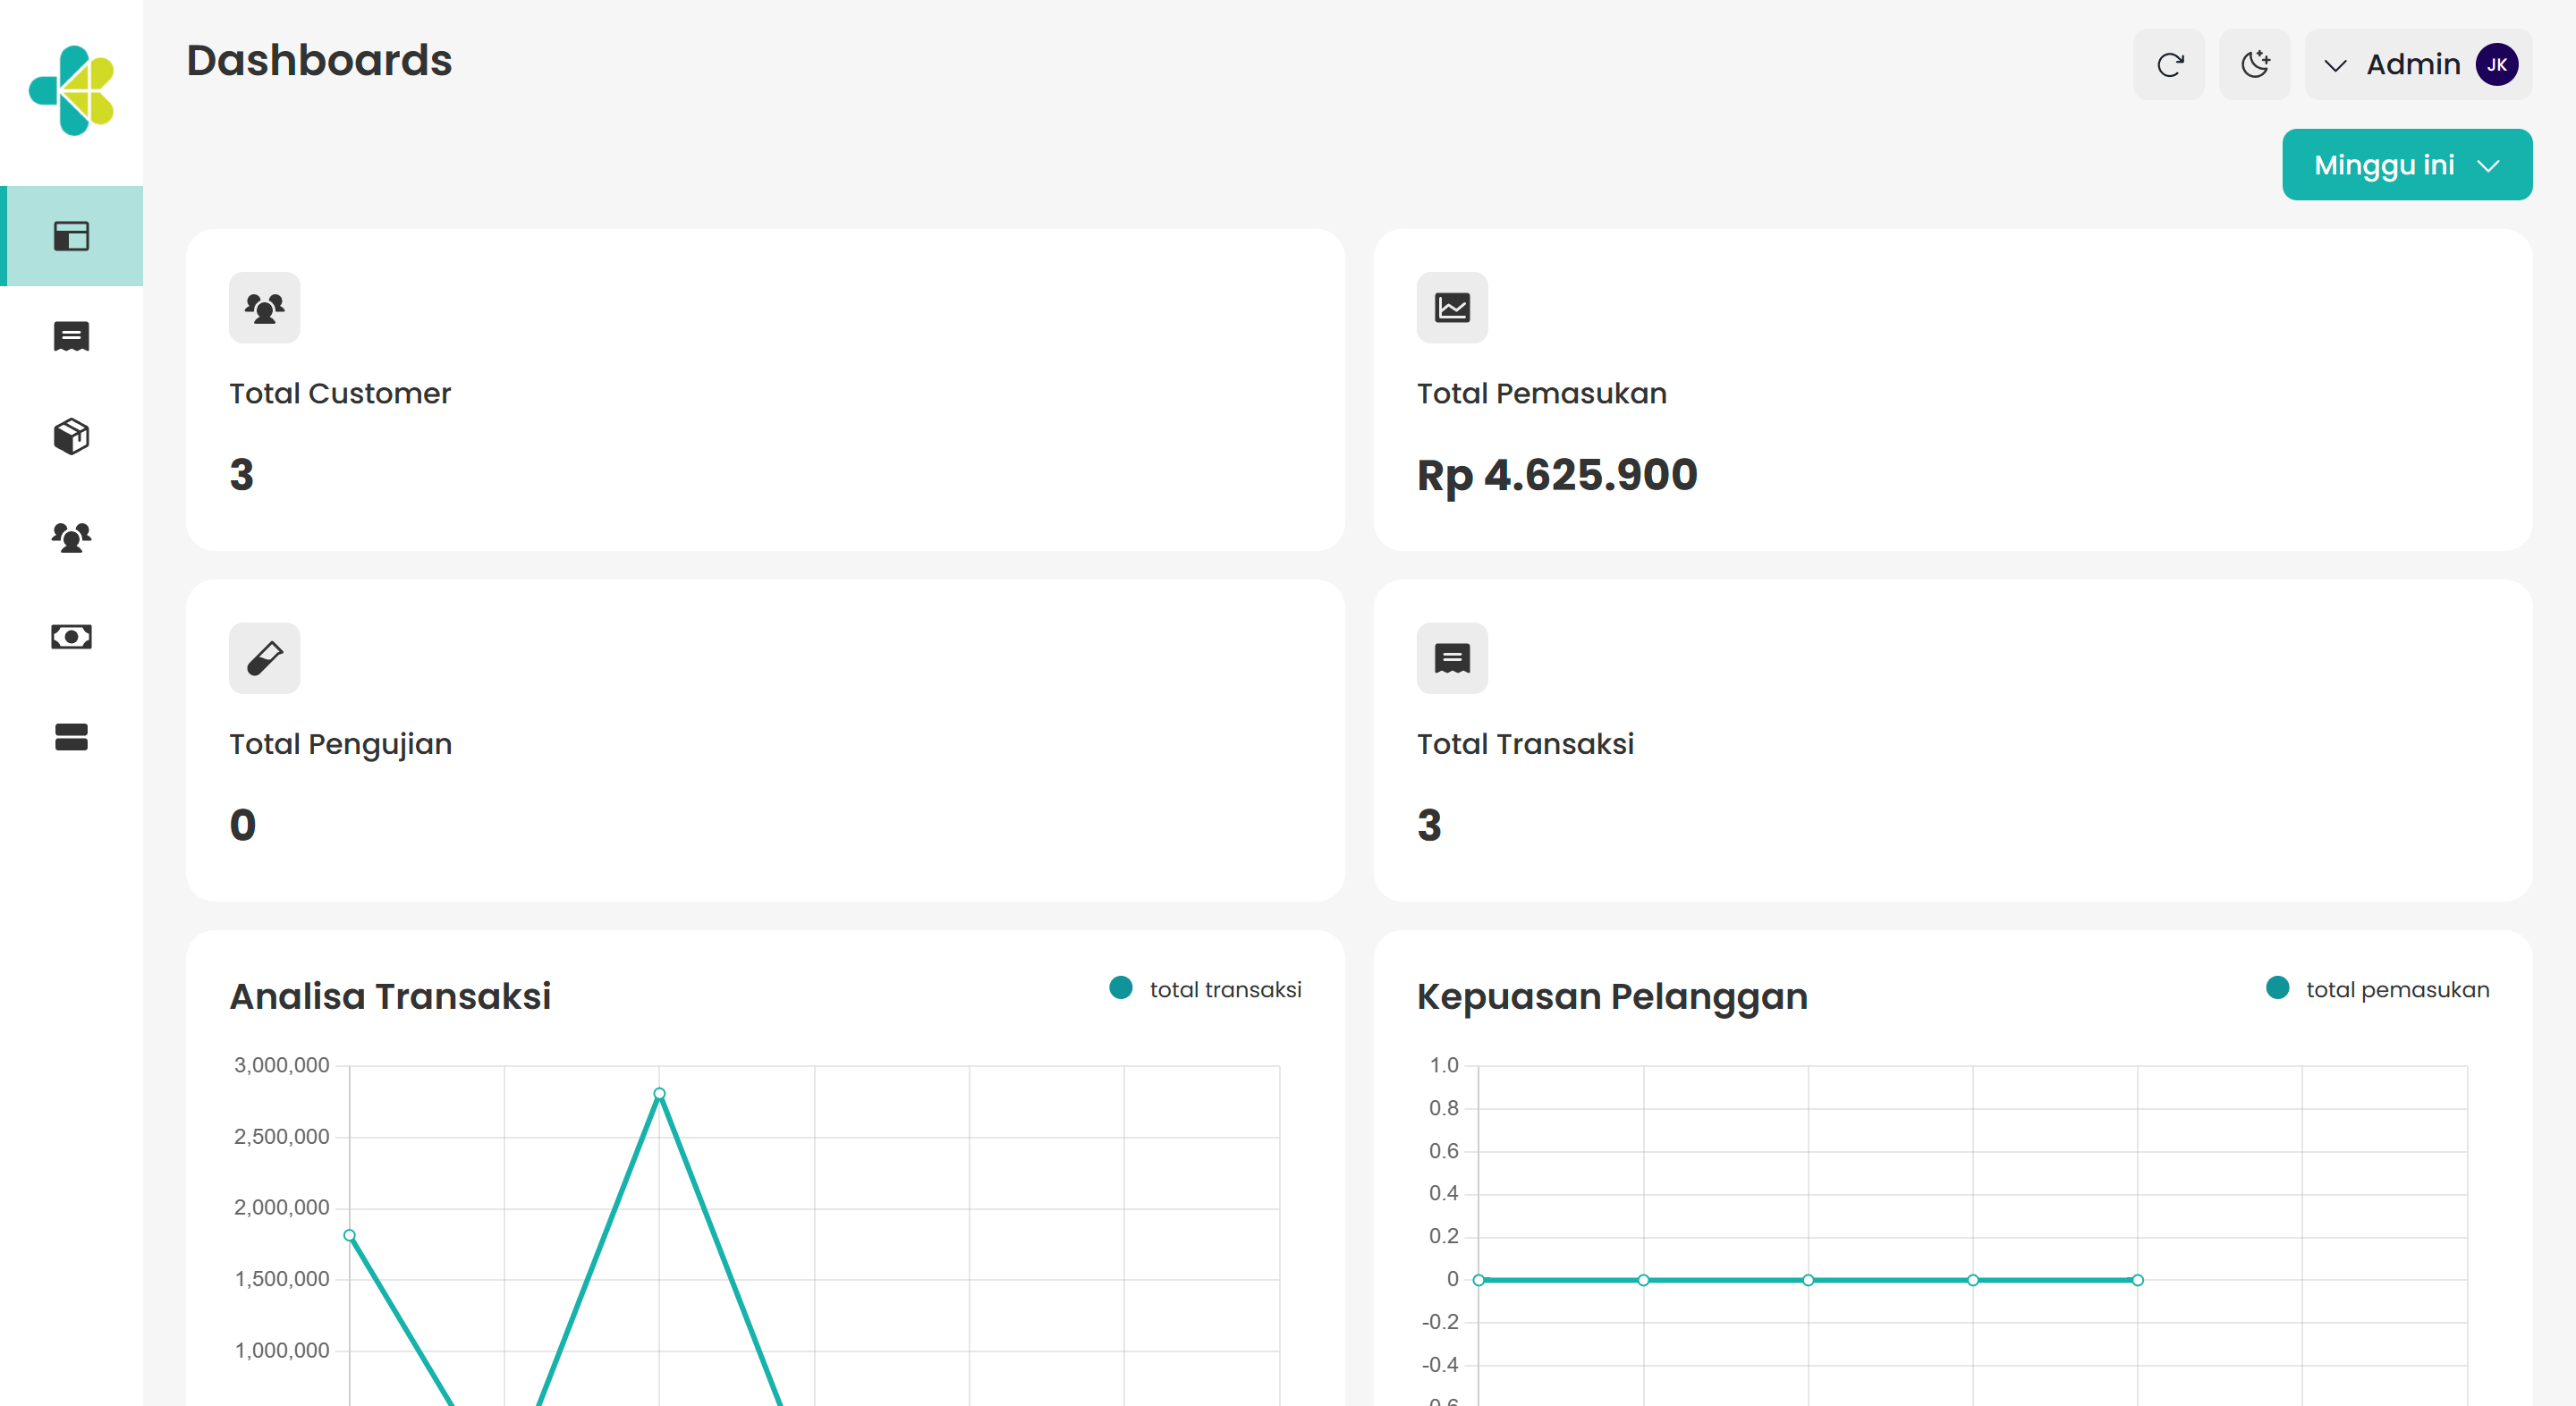 Dashboards
Admin
JK
Minggu ini
Total Customer
3
Total Pemasukan
Rp 4.625.900
Total Pengujian
0
Total Transaksi
3
Analisa Transaksi
total transaksi
3,000,000
2,500,000
2,000,000
1,500,000
1,000,000
Kepuasan Pelanggan
total pemasukan
1.0
0.8
0.6
0.4
0.2
0
-0.2
-0.4